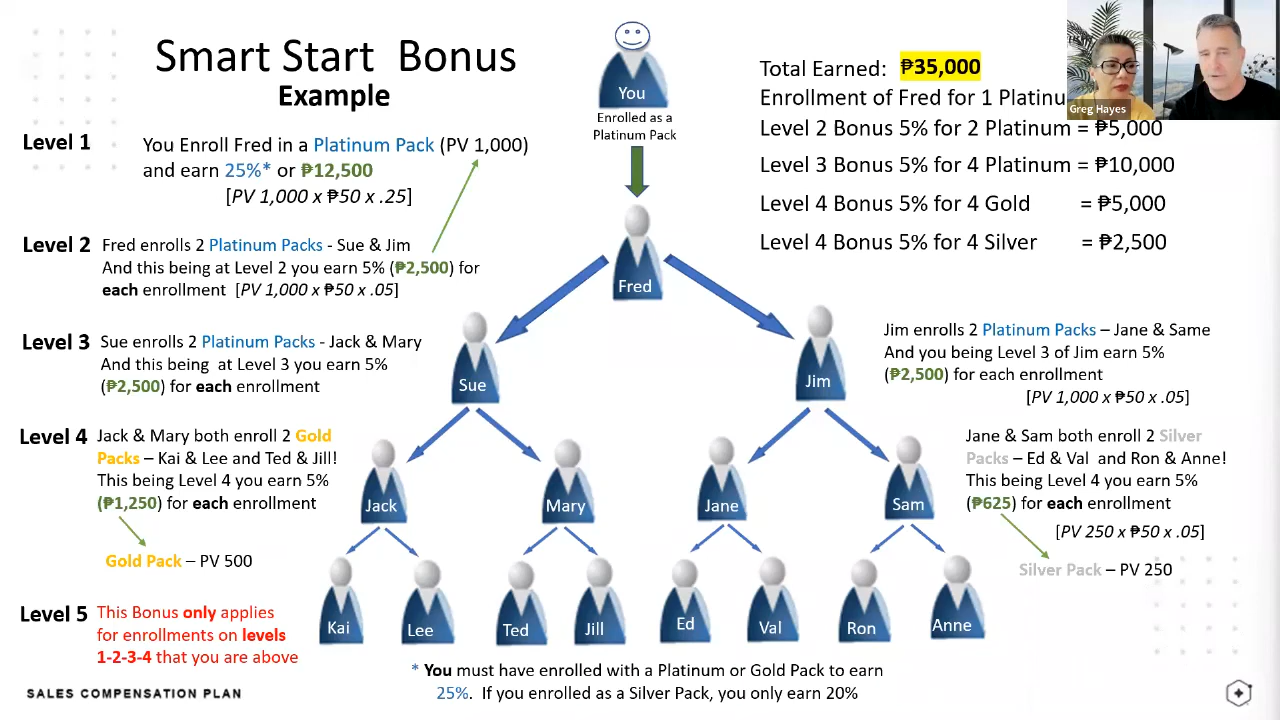 Smart Start Bonus
Example
You
Enrolled as a
Platinum Pack
Total Earned: ₱35,000
Enrollment of Fred for 1 Platinu
Level 2 Bonus 5% for 2 Platinum = ₱5,000
Level 3 Bonus 5% for 4 Platinum = ₱10,000
Level 4 Bonus 5% for 4 Gold = ₱5,000
Level 4 Bonus 5% for 4 Silver = ₱2,500
Greg Hayes
Level 1
You Enroll Fred in a Platinum Pack (PV 1,000)
and earn 25%* or ₱12,500
[PV 1,000 x ₱50 x .25]
Level 2
Fred enrolls 2 Platinum Packs - Sue & Jim
And this being at Level 2 you earn 5% (₱2,500) for
each enrollment [PV 1,000 x ₱50 x .05]
Fred
Level 3
Sue enrolls 2 Platinum Packs - Jack & Mary
And this being at Level 3 you earn 5%
(₱2,500) for each enrollment
Sue
Jim
Jim enrolls 2 Platinum Packs – Jane & Same
And you being Level 3 of Jim earn 5%
(₱2,500) for each enrollment
[PV 1,000 x ₱50 x .05]
Level 4
Jack & Mary both enroll 2 Gold
Packs – Kai & Lee and Ted & Jill!
This being Level 4 you earn 5%
(₱1,250) for each enrollment
Gold Pack – PV 500
Jack
Mary
Jane
Sam
Jane & Sam both enroll 2 Silver
Packs – Ed & Val and Ron & Anne!
This being Level 4 you earn 5%
(₱625) for each enrollment
[PV 250 x ₱50 x .05]
Silver Pack – PV 250
Level 5
This Bonus only applies
for enrollments on levels
1-2-3-4 that you are above
Kai
Lee
Ted
Jill
Ed
Val
Ron
Anne
* You must have enrolled with a Platinum or Gold Pack to earn
25%. If you enrolled as a Silver Pack, you only earn 20%
SALES COMPENSATION PLAN